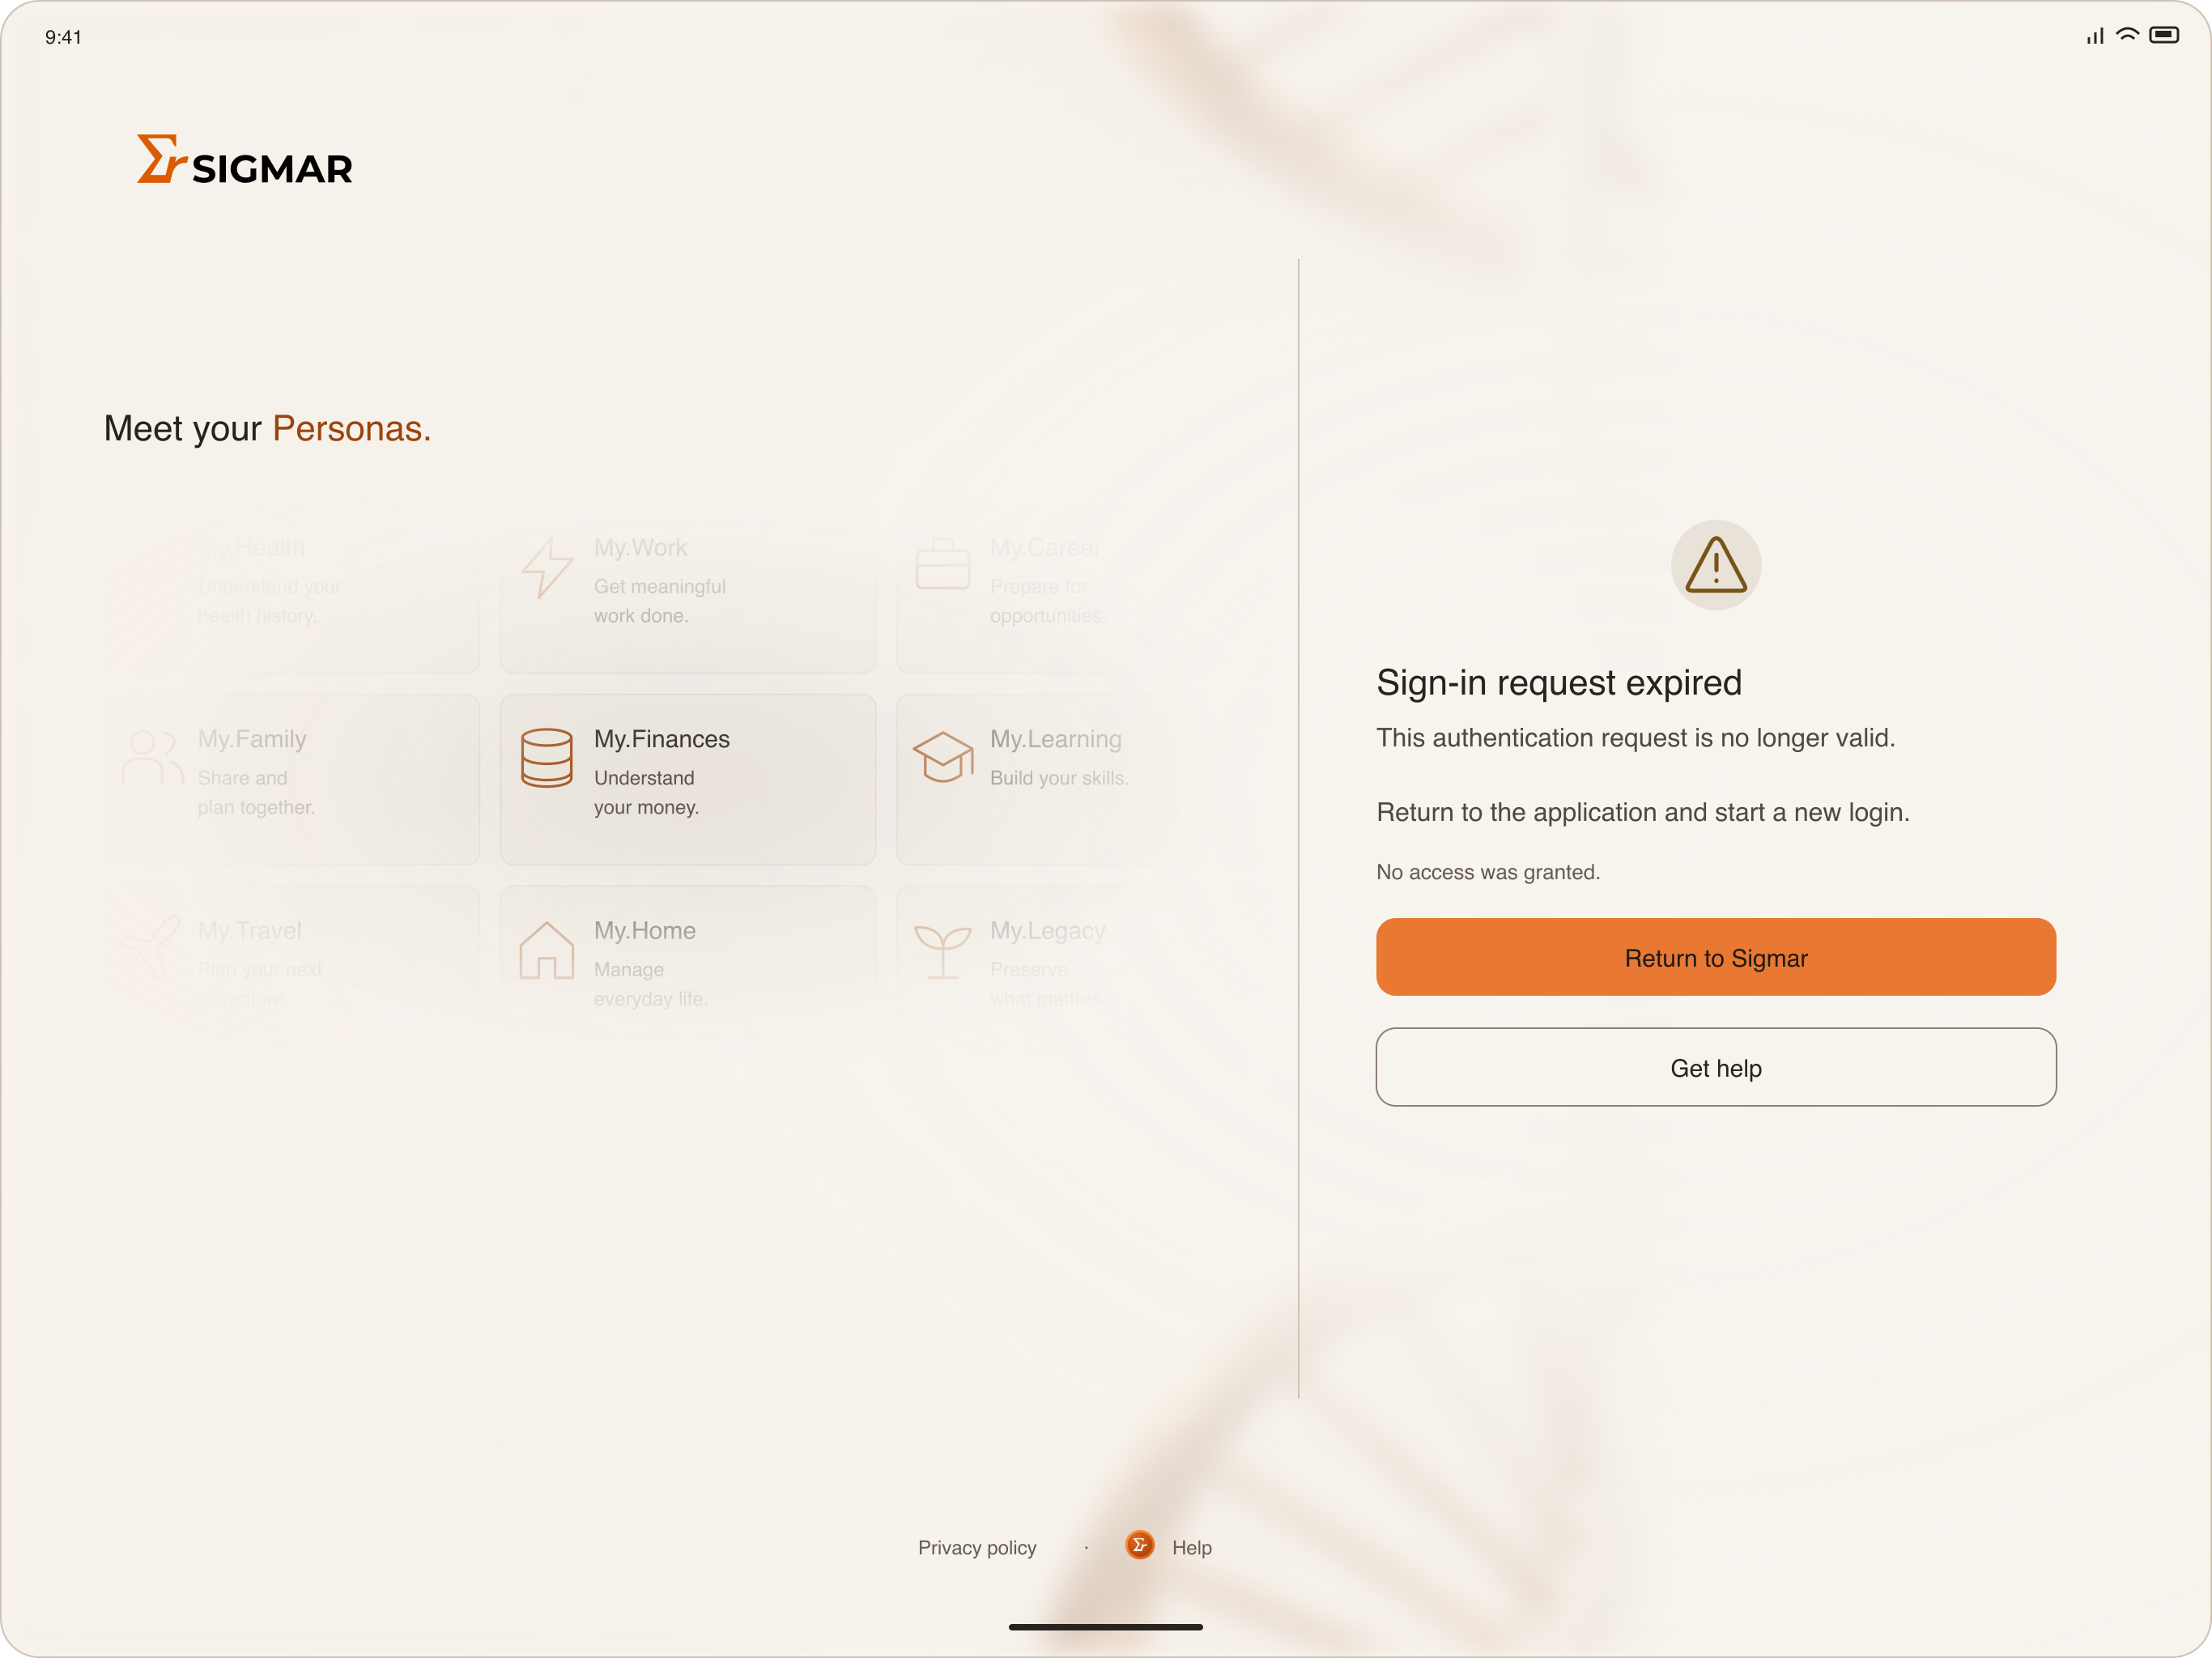 9:41
Σr SIGMAR
Meet your Personas.
My.Health
Understand your
health history.
My.Work
Get meaningful
work done.
My.Career
Prepare for
opportunities.
My.Family
Share and
plan together.
My.Finances
Understand
your money.
My.Learning
Build your skills.
My.Travel
Plan your next
adventure.
My.Home
Manage
everyday life.
My.Legacy
Preserve
what matters.
Sign-in request expired
This authentication request is no longer valid.
Return to the application and start a new login.
No access was granted.
Return to Sigmar
Get help
Privacy policy · Σr Help